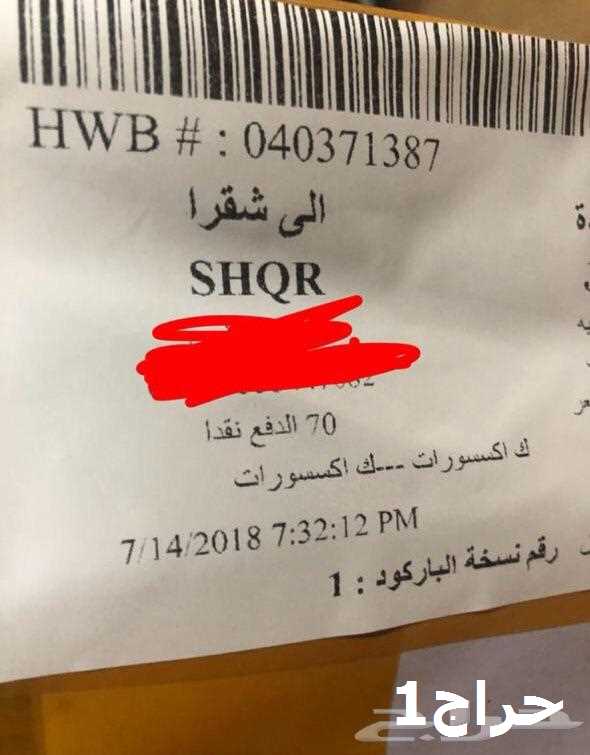 HWB # : 040371387
الى شقرا
SHQR
70 الدفع نقدا
ك اكسسورات ---ك اكسسورات
7/14/2018 7:32:12 PM
رقم نسخة الباركود : 1
حراج1